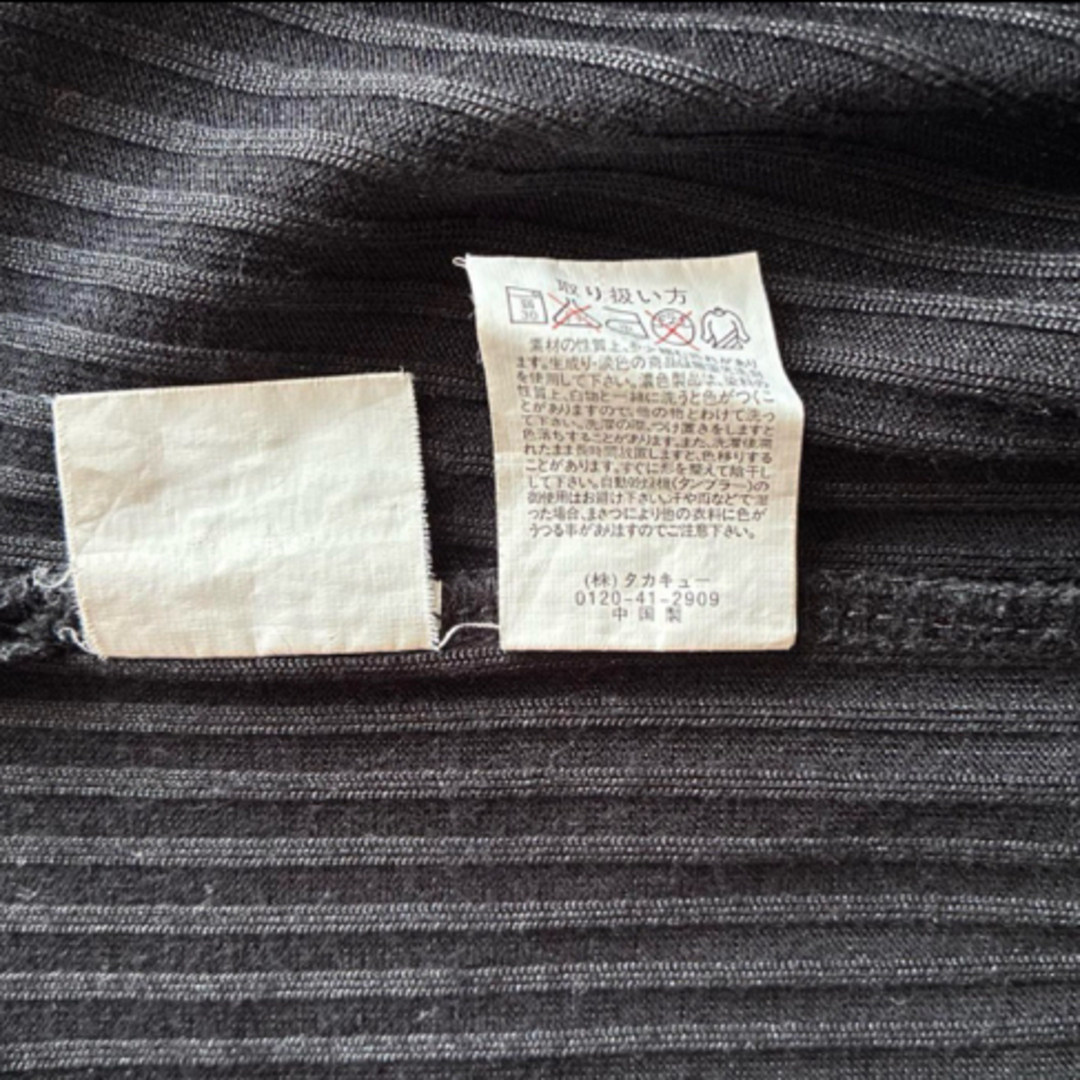 取り扱い方
素材の性質上、
ます。生成り・淡色の商品は
を使用して下さい。濃色製品は、染料の
性質上、白物と一緒に洗うと色がつくこ
とがありますので、他の物とわけて洗っ
て下さい。洗濯の際、つけ置きをしますと
色落ちすることがあります。また、洗濯後濡
れたまま長時間放置しますと、色移りする
ことがあります。すぐに形を整えて陰干し
して下さい。自動乾燥機(タンブラー)の
御使用はお避け下さい。汗や雨などで湿
った場合、まさつにより他の衣料に色が
うつる事がありますのでご注意下さい。
(株)タカキュー
0120-41-2909
中国製